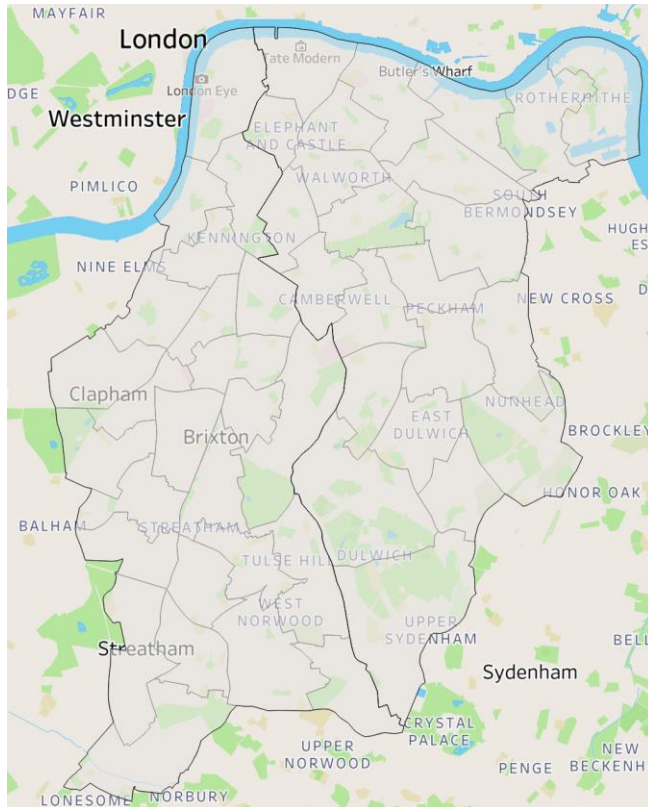 MAYFAIR
London
Tate Modern
Butler's Wharf
DGE
London Eye
ROTHERHITHE
Westminster
ELEPHANT
AND CASTLE
WALWORTH
PIMLICO
SOUTH
BERMONDSEY
HUGH
ES
KENNINGTON
NINE ELMS
CAMBERWELL
PECKHAM
NEW CROSS
D
Clapham
NUNHEAD
EAST
DULWICH
Brixton
BROCKLEY
HONOR OAK
BALHAM
STREATHAM
TULSE HILL
DULWICH
WEST
NORWOOD
UPPER
SYDENHAM
BELL
Streatham
Sydenham
CRYSTAL
PALACE
UPPER
NORWOOD
NEW
BECKENH
PENGE
LONESOME
NORBURY